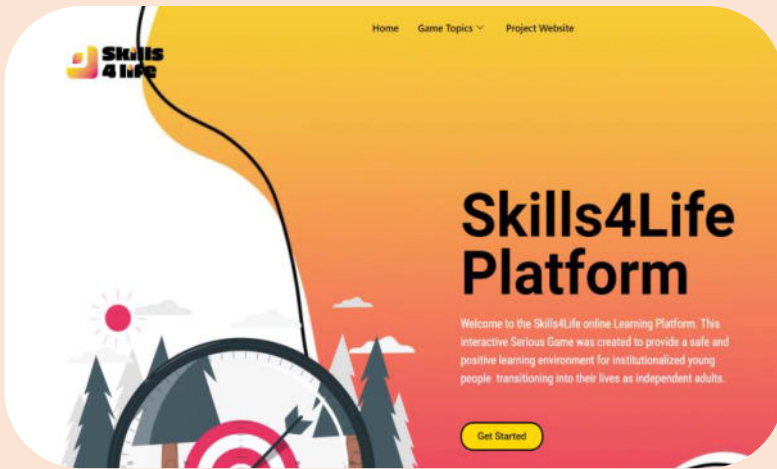 Home Game Topics Project Website
Skills
4 life
Skills4Life
Platform
Welcome to the Skills4Life online Learning Platform. This
interactive Serious Game was created to provide a safe and
positive learning environment for institutionalized young
people transitioning into their lives as independent adults.
Get Started